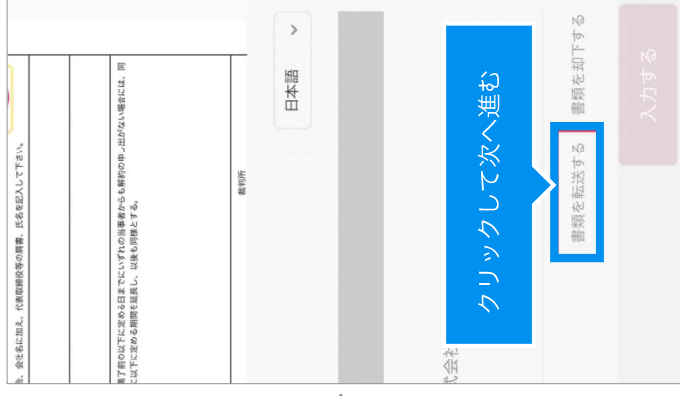 合、会社名に加え、代表取締役等の肩書、氏名を記入して下さい。
満了前の以下に定める日までにいずれの当事者からも解約の申し出がない場合には、同
に以下に定める期間を延長し、以後も同様とする。
裁判所
日本語
式会社
クリックして次へ進む
書類を転送する 書類を却下する
入力する